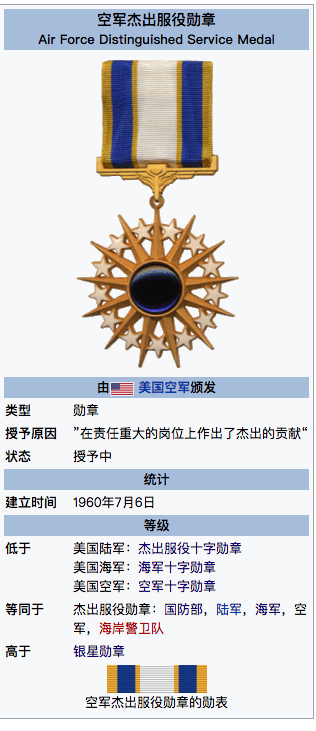 空军杰出服役勋章
Air Force Distinguished Service Medal
由 美国空军颁发
类型 勋章
授予原因 ”在责任重大的岗位上作出了杰出的贡献“
状态 授予中
统计
建立时间 1960年7月6日
等级
低于 美国陆军：杰出服役十字勋章
美国海军：海军十字勋章
美国空军：空军十字勋章
等同于 杰出服役勋章：国防部，陆军，海军，空
军，海岸警卫队
高于 银星勋章
空军杰出服役勋章的勋表